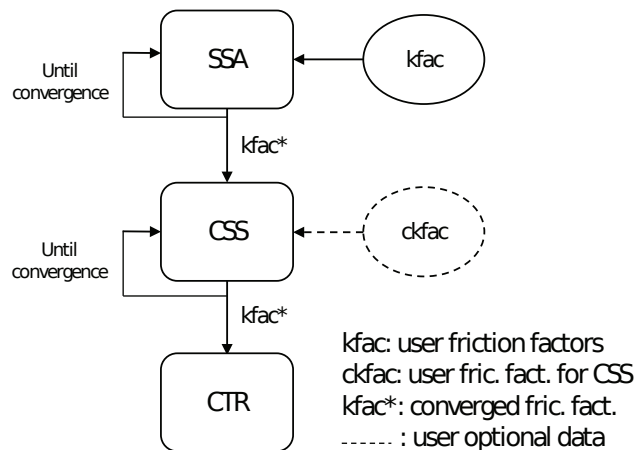 SSA
kfac
Until
convergence
kfac*
CSS
ckfac
Until
convergence
kfac*
CTR
kfac: user friction factors
ckfac: user fric. fact. for CSS
kfac*: converged fric. fact.
------ : user optional data